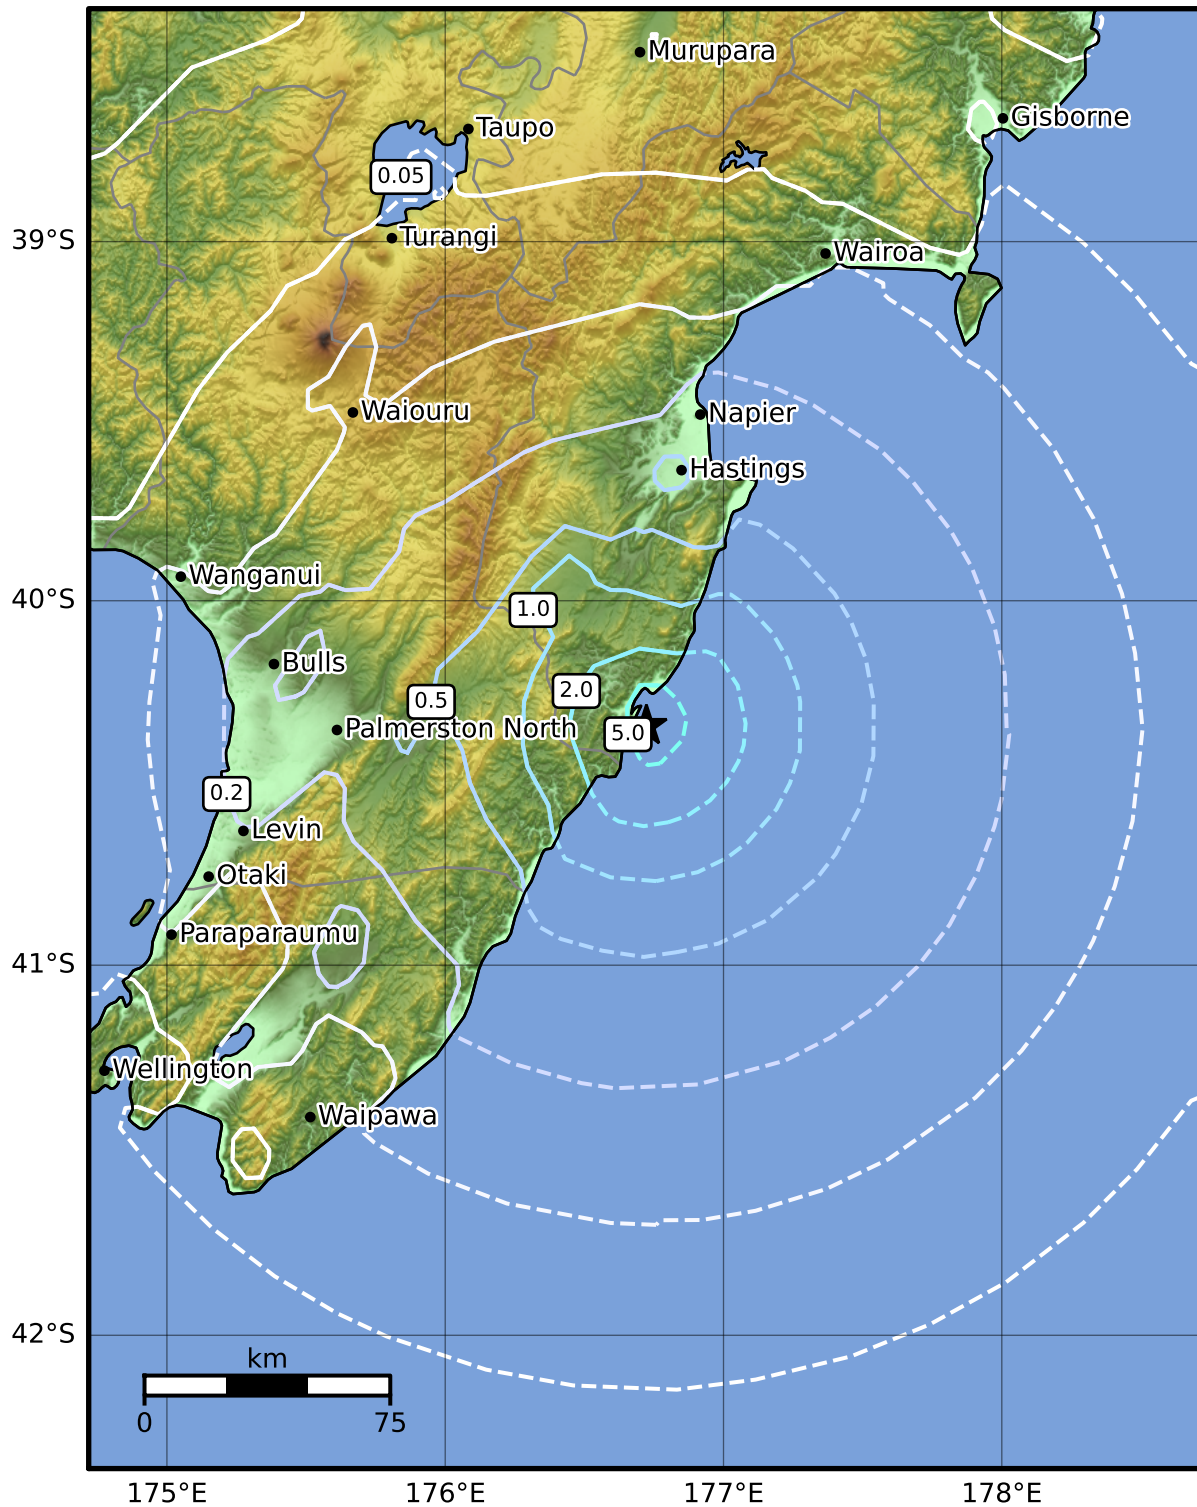 Murupara
Gisborne
Taupo
0.05
Turangi
39°S
Wairoa
Waiouru
Napier
Hastings
Wanganui
40°S
1.0
Bulls
2.0
0.5
Palmerston North
5.0
0.2
Levin
Otaki
Paraparaumu
41°S
Wellington
Waipawa
42°S
km
0
75
175°E
176°E
177°E
178°E